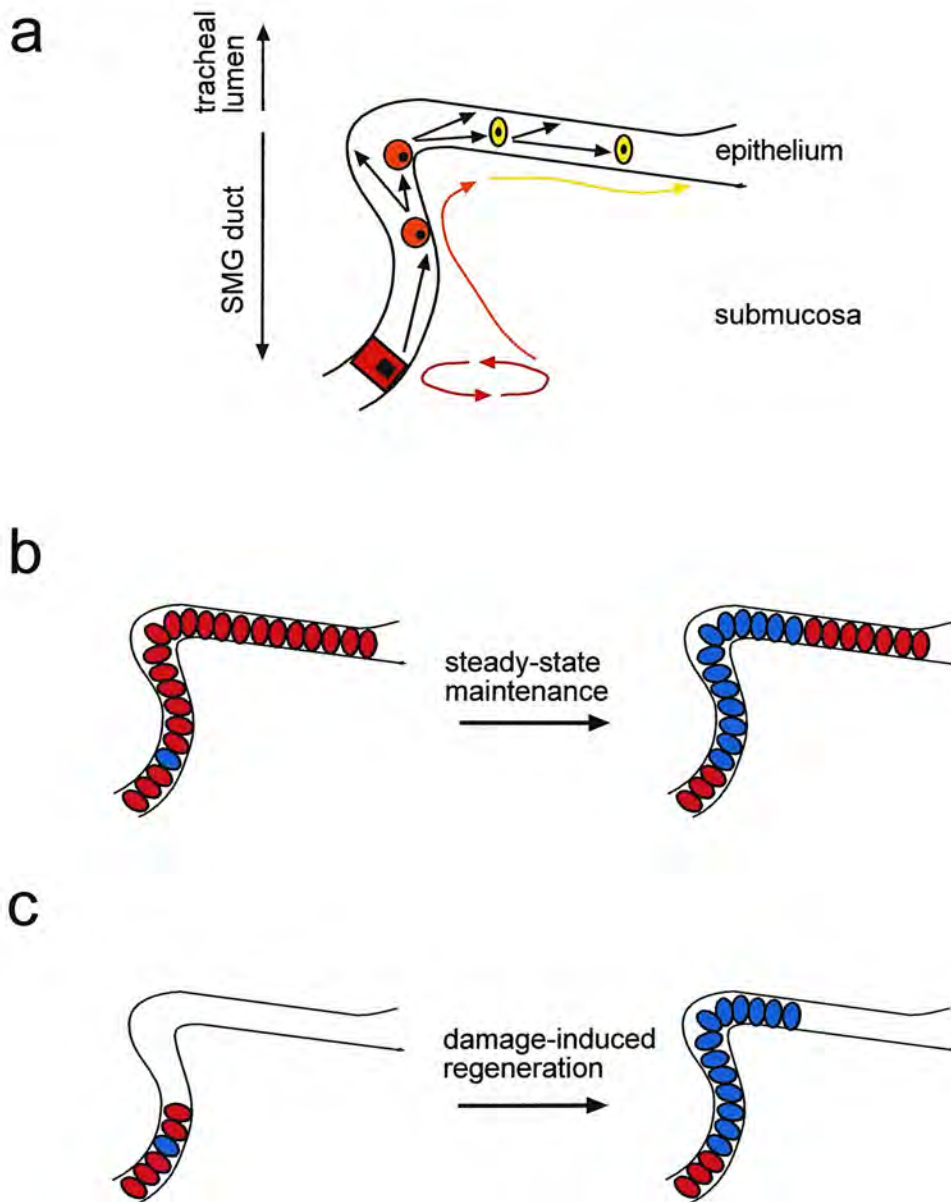 a
tracheal
lumen
SMG duct
epithelium
submucosa
b
steady-state
maintenance
c
damage-induced
regeneration